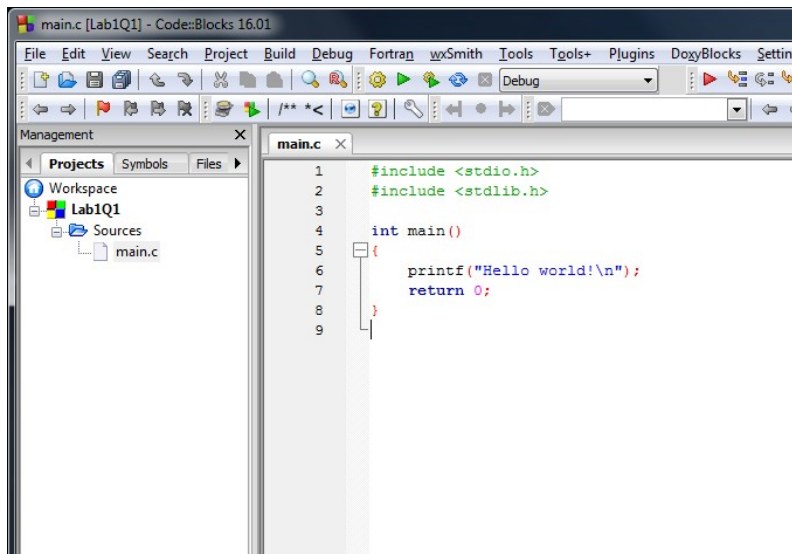 main.c [Lab1Q1] - Code::Blocks 16.01
File Edit View Search Project Build Debug Fortran wxSmith Tools Tools+ Plugins DoxyBlocks
Debug
/** *<
Management
Projects Symbols Files
main.c
Workspace
Lab1Q1
Sources
main.c
1 #include <stdio.h>
2 #include <stdlib.h>
3
4 int main()
5 {
6 printf("Hello world!\n");
7 return 0;
8 }
9